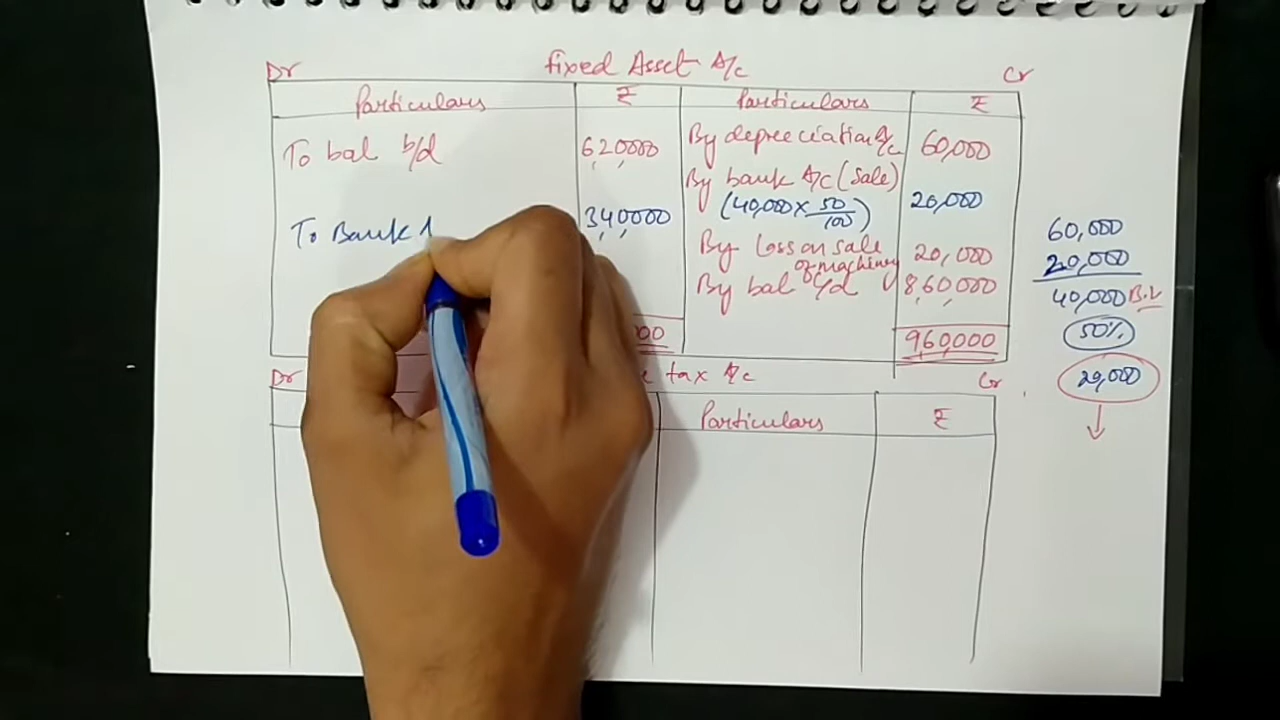 Dr fixed Asset A/c Cr
Particulars ₹ Particulars ₹
To bal b/d 620000 By depreciation A/c 60,000
By bank A/c (Sale)
(40,000 × 50/100) 20,000
To Bank 340000
By Loss on sale of machinery 20,000
By bal c/d 860000
00 960000
Dr tax A/c Cr
Particulars ₹
60,000
20,000
40,000 B.V
50%
20,000